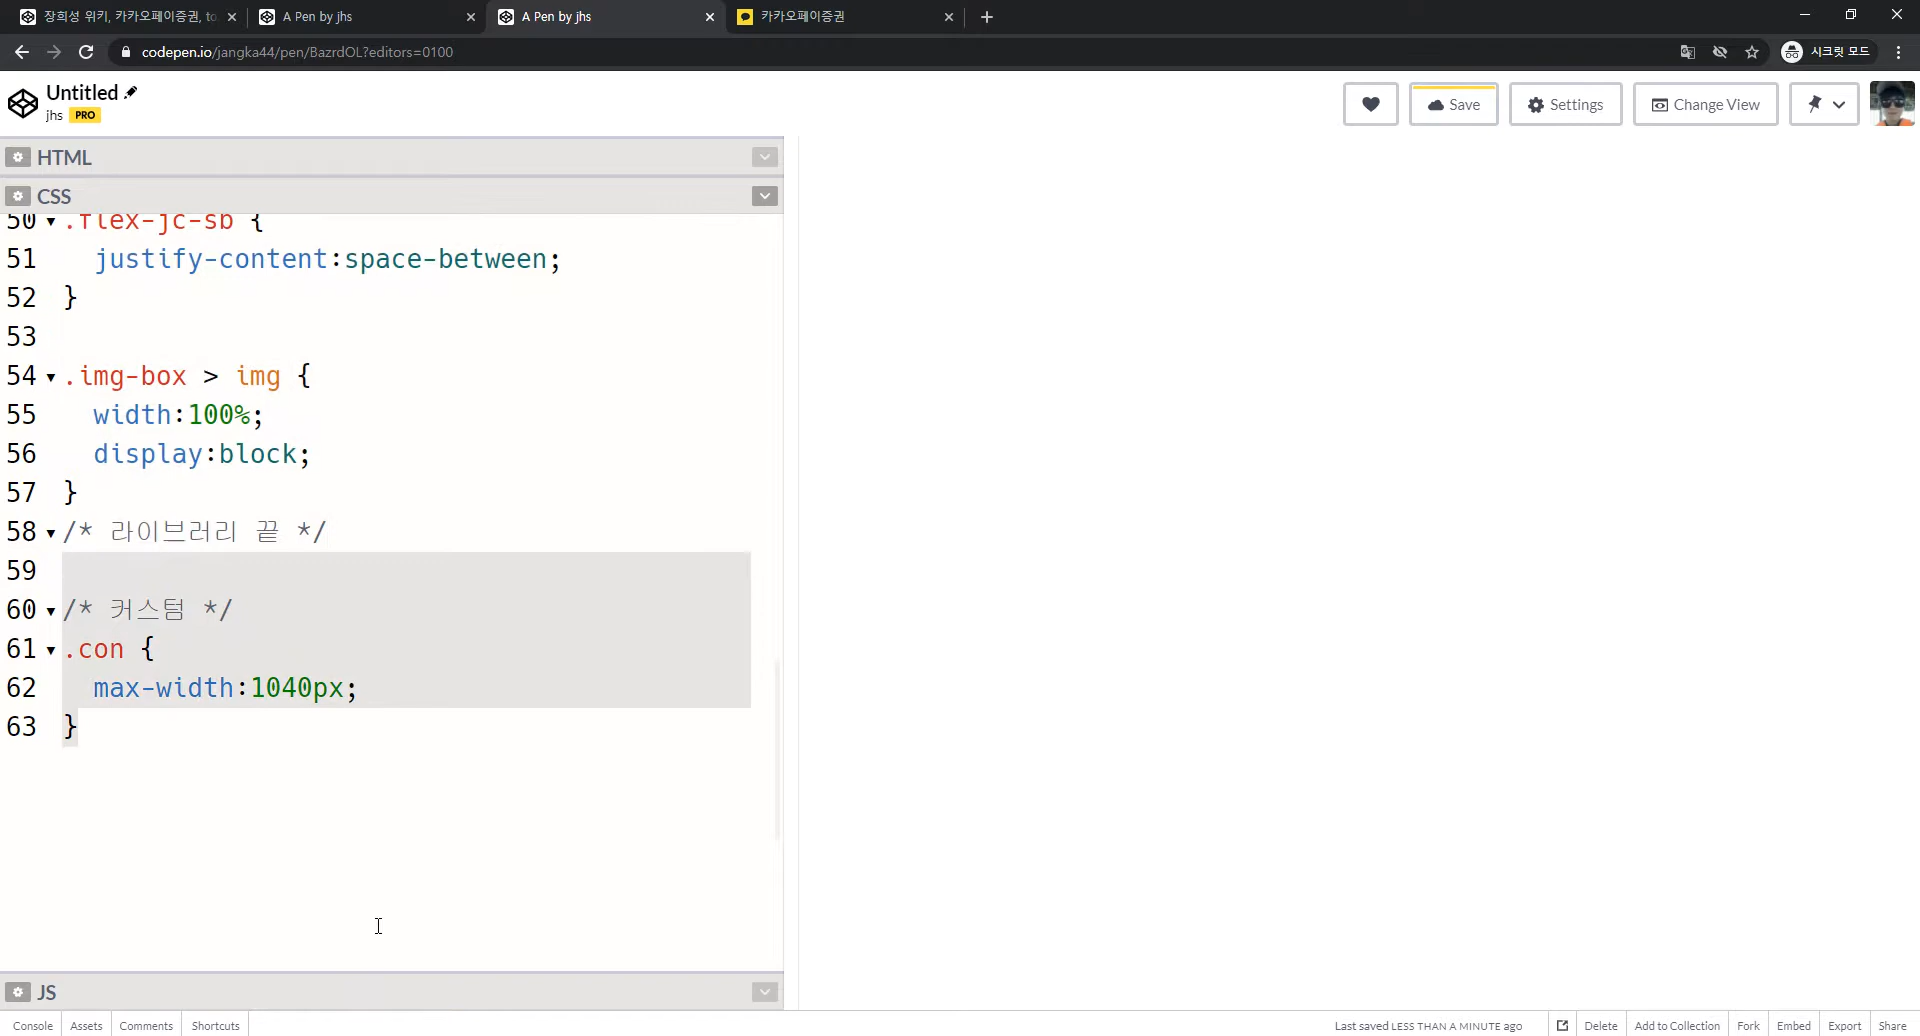 장희성 위키, 카카오페이증권, to
A Pen by jhs
A Pen by jhs
카카오페이증권
codepen.io/jangka44/pen/BazrdOL?editors=0100
시크릿 모드
Untitled
jhs PRO
Save
Settings
Change View
HTML
CSS
50 .flex-jc-sb {
51 justify-content:space-between;
52 }
53
54 .img-box > img {
55 width:100%;
56 display:block;
57 }
58 /* 라이브러리 끝 */
59
60 /* 커스텀 */
61 .con {
62 max-width:1040px;
63 }
JS
Console Assets Comments Shortcuts
Last saved LESS THAN A MINUTE ago Delete Add to Collection Fork Embed Export Share